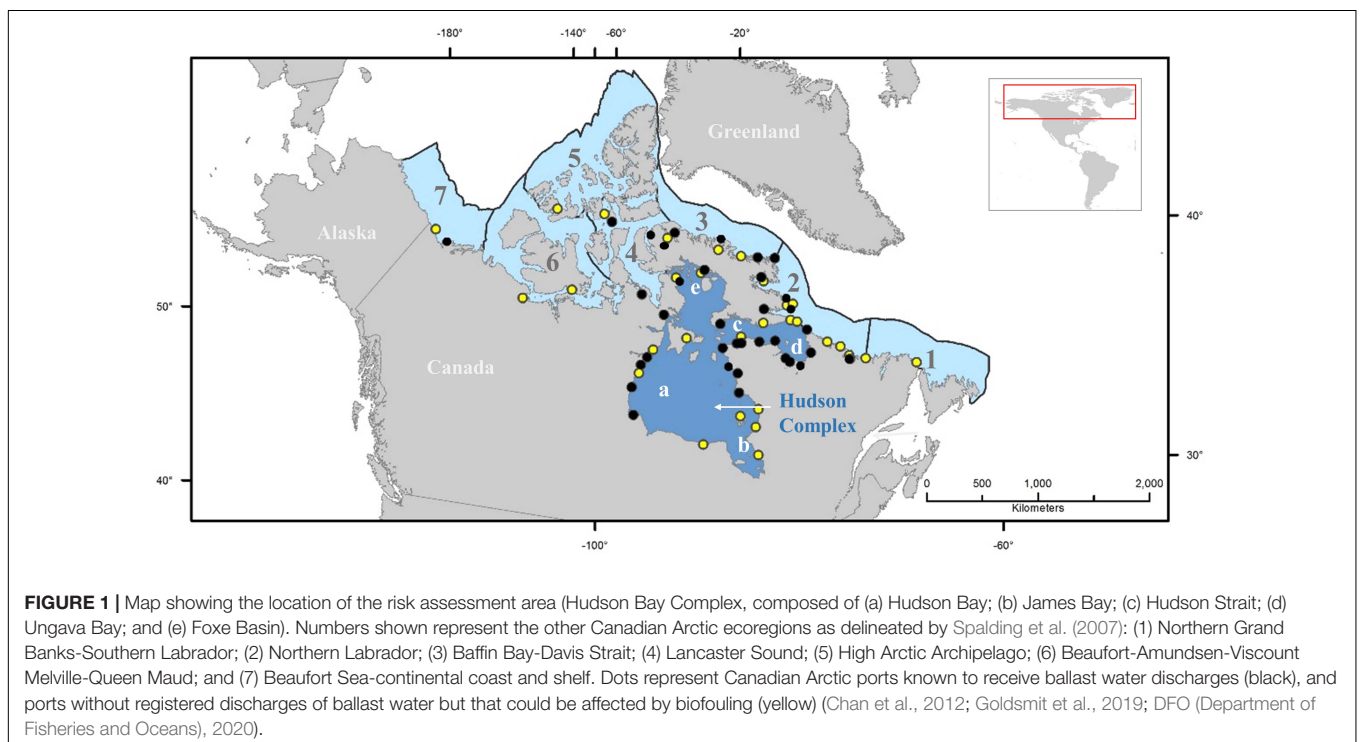 -180° -140° -60° -20°
Greenland
5
7
3
40°
Alaska
6
4
2
e
50°
c
1
d
Canada
a
Hudson
Complex
b
30°
0 500 1,000 2,000
40°
Kilometers
-100° -60°
FIGURE 1 | Map showing the location of the risk assessment area (Hudson Bay Complex, composed of (a) Hudson Bay; (b) James Bay; (c) Hudson Strait; (d)
Ungava Bay; and (e) Foxe Basin). Numbers shown represent the other Canadian Arctic ecoregions as delineated by Spalding et al. (2007): (1) Northern Grand
Banks-Southern Labrador; (2) Northern Labrador; (3) Baffin Bay-Davis Strait; (4) Lancaster Sound; (5) High Arctic Archipelago; (6) Beaufort-Amundsen-Viscount
Melville-Queen Maud; and (7) Beaufort Sea-continental coast and shelf. Dots represent Canadian Arctic ports known to receive ballast water discharges (black), and
ports without registered discharges of ballast water but that could be affected by biofouling (yellow) (Chan et al., 2012; Goldsmit et al., 2019; DFO (Department of
Fisheries and Oceans), 2020).